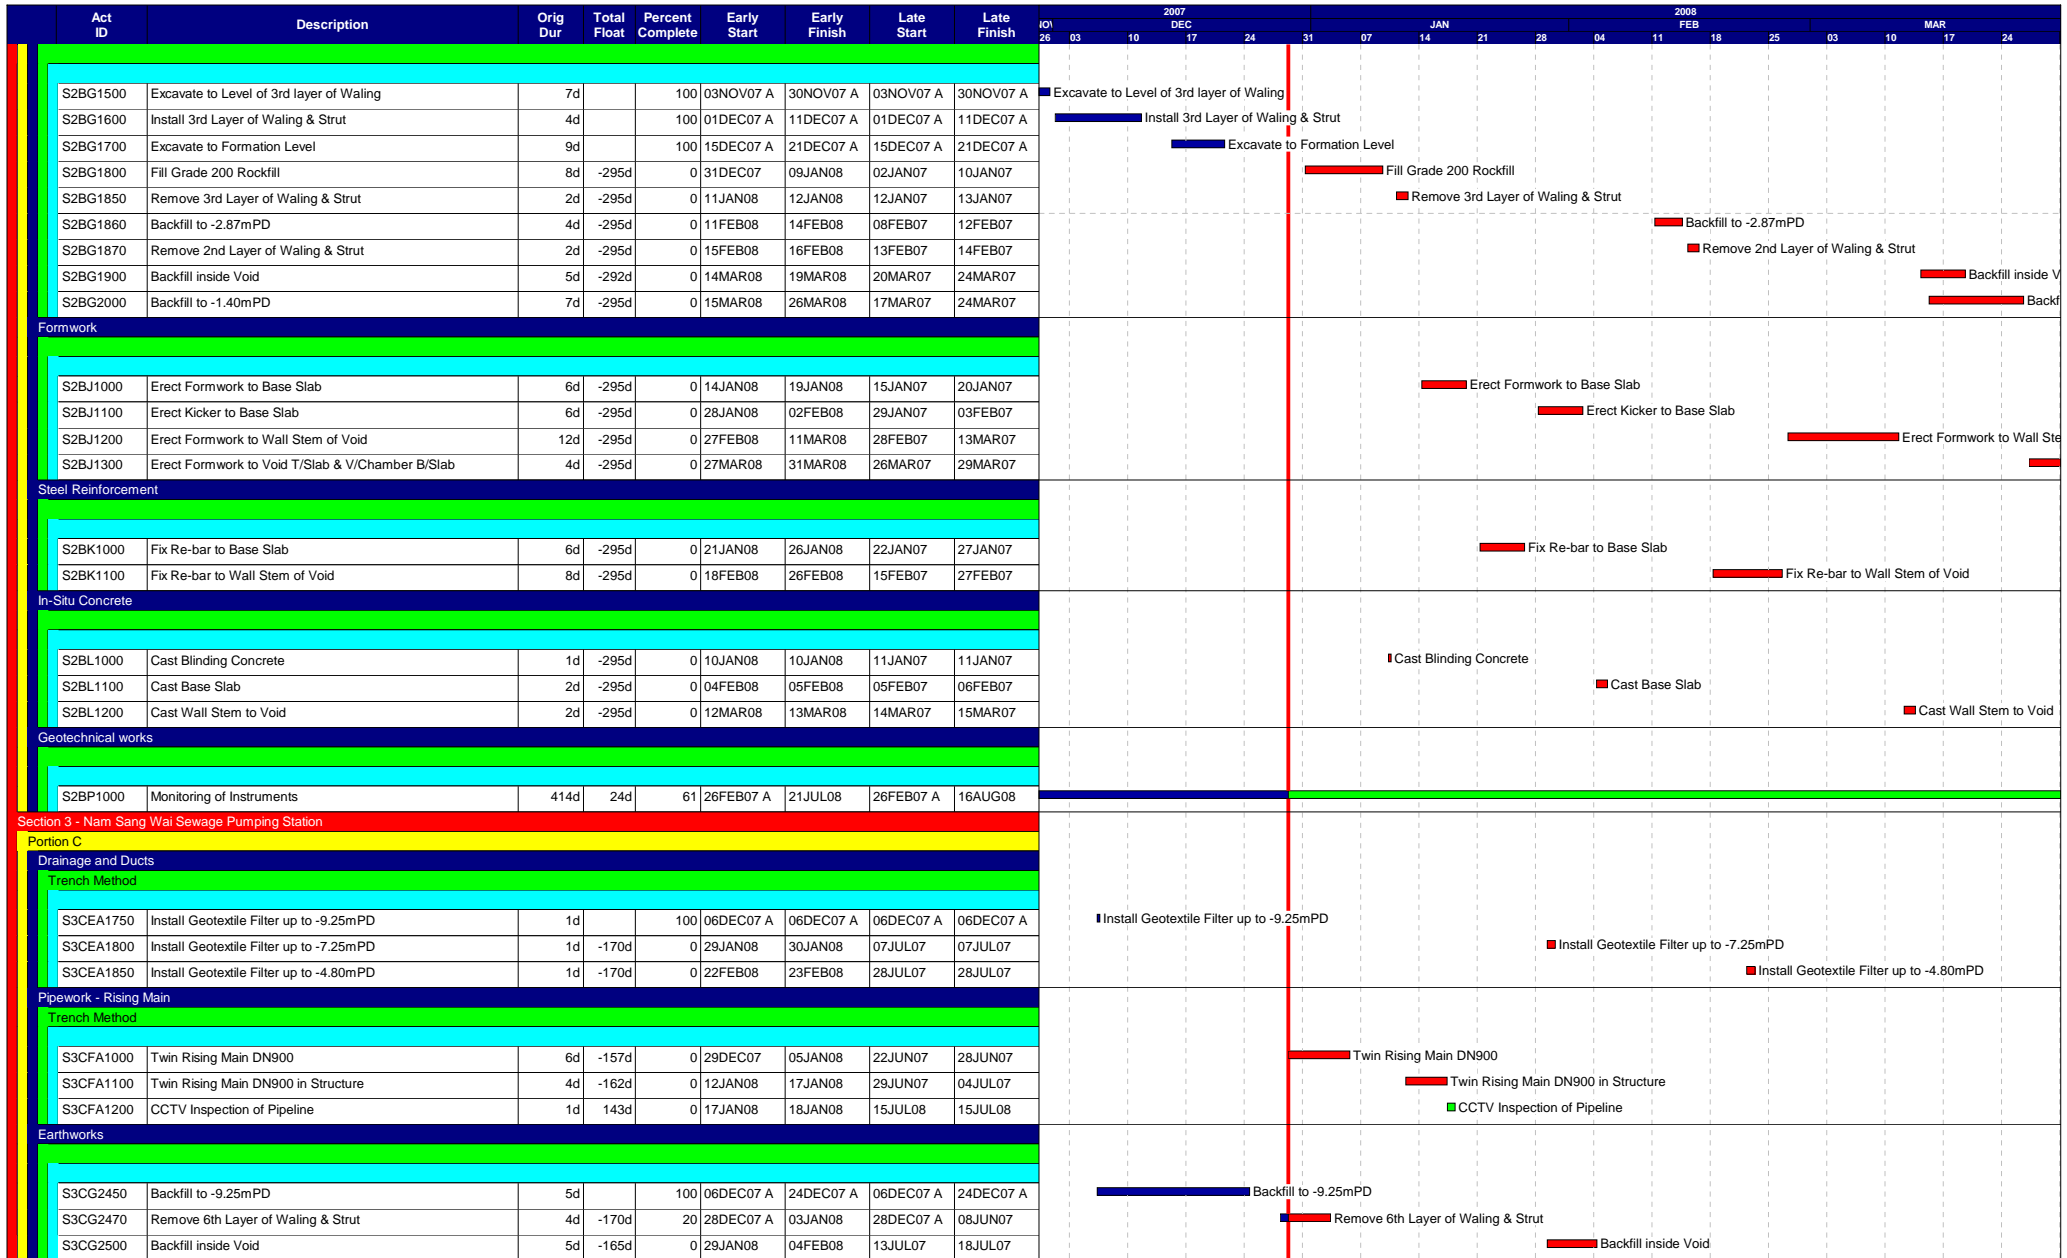 Act ID Description Orig Dur Total Float Percent Complete Early Start Early Finish Late Start Late Finish
2007 2008
NOV DEC JAN FEB MAR
26 03 10 17 24 31 07 14 21 28 04 11 18 25 03 10 17 24
S2BG1500 Excavate to Level of 3rd layer of Waling 7d 100 03NOV07 A 30NOV07 A 03NOV07 A 30NOV07 A Excavate to Level of 3rd layer of Waling
S2BG1600 Install 3rd Layer of Waling & Strut 4d 100 01DEC07 A 11DEC07 A 01DEC07 A 11DEC07 A Install 3rd Layer of Waling & Strut
S2BG1700 Excavate to Formation Level 9d 100 15DEC07 A 21DEC07 A 15DEC07 A 21DEC07 A Excavate to Formation Level
S2BG1800 Fill Grade 200 Rockfill 8d -295d 0 31DEC07 09JAN08 02JAN07 10JAN07 Fill Grade 200 Rockfill
S2BG1850 Remove 3rd Layer of Waling & Strut 2d -295d 0 11JAN08 12JAN08 12JAN07 13JAN07 Remove 3rd Layer of Waling & Strut
S2BG1860 Backfill to -2.87mPD 4d -295d 0 11FEB08 14FEB08 08FEB07 12FEB07 Backfill to -2.87mPD
S2BG1870 Remove 2nd Layer of Waling & Strut 2d -295d 0 15FEB08 16FEB08 13FEB07 14FEB07 Remove 2nd Layer of Waling & Strut
S2BG1900 Backfill inside Void 5d -292d 0 14MAR08 19MAR08 20MAR07 24MAR07 Backfill inside V
S2BG2000 Backfill to -1.40mPD 7d -295d 0 15MAR08 26MAR08 17MAR07 24MAR07 Backf
Formwork
S2BJ1000 Erect Formwork to Base Slab 6d -295d 0 14JAN08 19JAN08 15JAN07 20JAN07 Erect Formwork to Base Slab
S2BJ1100 Erect Kicker to Base Slab 6d -295d 0 28JAN08 02FEB08 29JAN07 03FEB07 Erect Kicker to Base Slab
S2BJ1200 Erect Formwork to Wall Stem of Void 12d -295d 0 27FEB08 11MAR08 28FEB07 13MAR07 Erect Formwork to Wall Ste
S2BJ1300 Erect Formwork to Void T/Slab & V/Chamber B/Slab 4d -295d 0 27MAR08 31MAR08 26MAR07 29MAR07
Steel Reinforcement
S2BK1000 Fix Re-bar to Base Slab 6d -295d 0 21JAN08 26JAN08 22JAN07 27JAN07 Fix Re-bar to Base Slab
S2BK1100 Fix Re-bar to Wall Stem of Void 8d -295d 0 18FEB08 26FEB08 15FEB07 27FEB07 Fix Re-bar to Wall Stem of Void
In-Situ Concrete
S2BL1000 Cast Blinding Concrete 1d -295d 0 10JAN08 10JAN08 11JAN07 11JAN07 Cast Blinding Concrete
S2BL1100 Cast Base Slab 2d -295d 0 04FEB08 05FEB08 05FEB07 06FEB07 Cast Base Slab
S2BL1200 Cast Wall Stem to Void 2d -295d 0 12MAR08 13MAR08 14MAR07 15MAR07 Cast Wall Stem to Void
Geotechnical works
S2BP1000 Monitoring of Instruments 414d 24d 61 26FEB07 A 21JUL08 26FEB07 A 16AUG08
Section 3 - Nam Sang Wai Sewage Pumping Station
Portion C
Drainage and Ducts
Trench Method
S3CEA1750 Install Geotextile Filter up to -9.25mPD 1d 100 06DEC07 A 06DEC07 A 06DEC07 A 06DEC07 A Install Geotextile Filter up to -9.25mPD
S3CEA1800 Install Geotextile Filter up to -7.25mPD 1d -170d 0 29JAN08 30JAN08 07JUL07 07JUL07 Install Geotextile Filter up to -7.25mPD
S3CEA1850 Install Geotextile Filter up to -4.80mPD 1d -170d 0 22FEB08 23FEB08 28JUL07 28JUL07 Install Geotextile Filter up to -4.80mPD
Pipework - Rising Main
Trench Method
S3CFA1000 Twin Rising Main DN900 6d -157d 0 29DEC07 05JAN08 22JUN07 28JUN07 Twin Rising Main DN900
S3CFA1100 Twin Rising Main DN900 in Structure 4d -162d 0 12JAN08 17JAN08 29JUN07 04JUL07 Twin Rising Main DN900 in Structure
S3CFA1200 CCTV Inspection of Pipeline 1d 143d 0 17JAN08 18JAN08 15JUL08 15JUL08 CCTV Inspection of Pipeline
Earthworks
S3CG2450 Backfill to -9.25mPD 5d 100 06DEC07 A 24DEC07 A 06DEC07 A 24DEC07 A Backfill to -9.25mPD
S3CG2470 Remove 6th Layer of Waling & Strut 4d -170d 20 28DEC07 A 03JAN08 28DEC07 A 08JUN07 Remove 6th Layer of Waling & Strut
S3CG2500 Backfill inside Void 5d -165d 0 29JAN08 04FEB08 13JUL07 18JUL07 Backfill inside Void